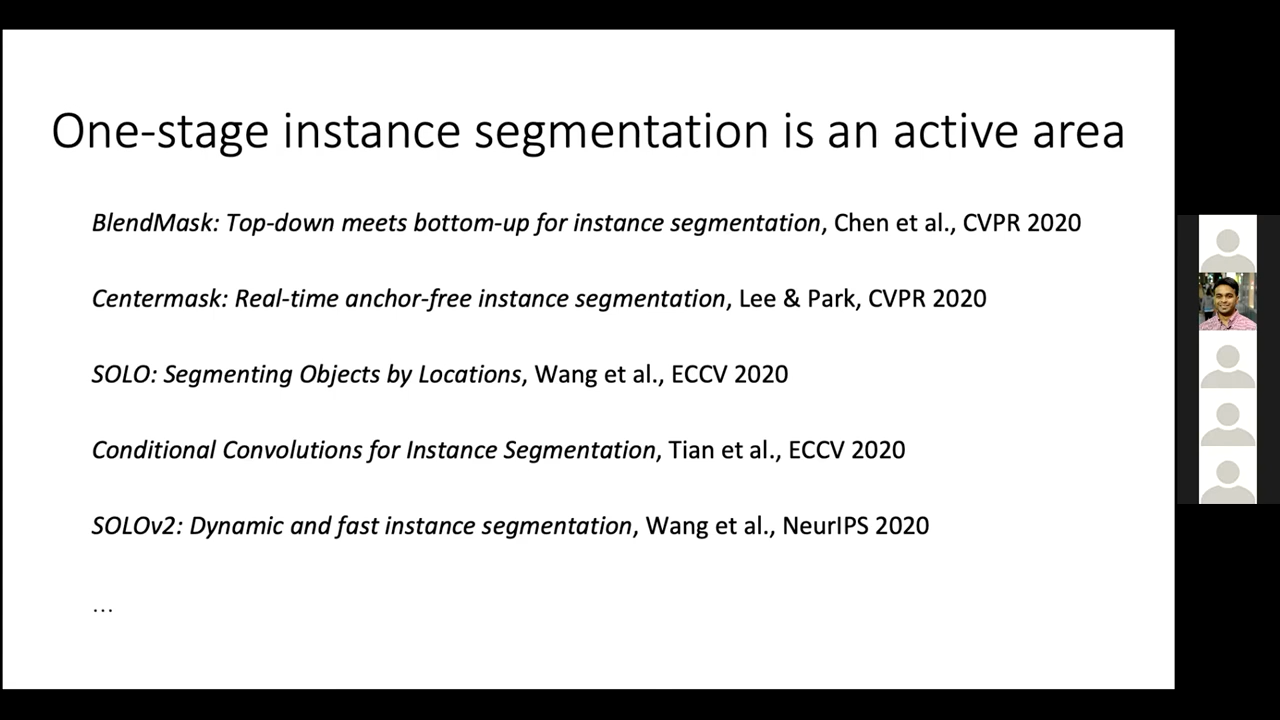 One-stage instance segmentation is an active area
BlendMask: Top-down meets bottom-up for instance segmentation, Chen et al., CVPR 2020
Centermask: Real-time anchor-free instance segmentation, Lee & Park, CVPR 2020
SOLO: Segmenting Objects by Locations, Wang et al., ECCV 2020
Conditional Convolutions for Instance Segmentation, Tian et al., ECCV 2020
SOLOv2: Dynamic and fast instance segmentation, Wang et al., NeurIPS 2020
...